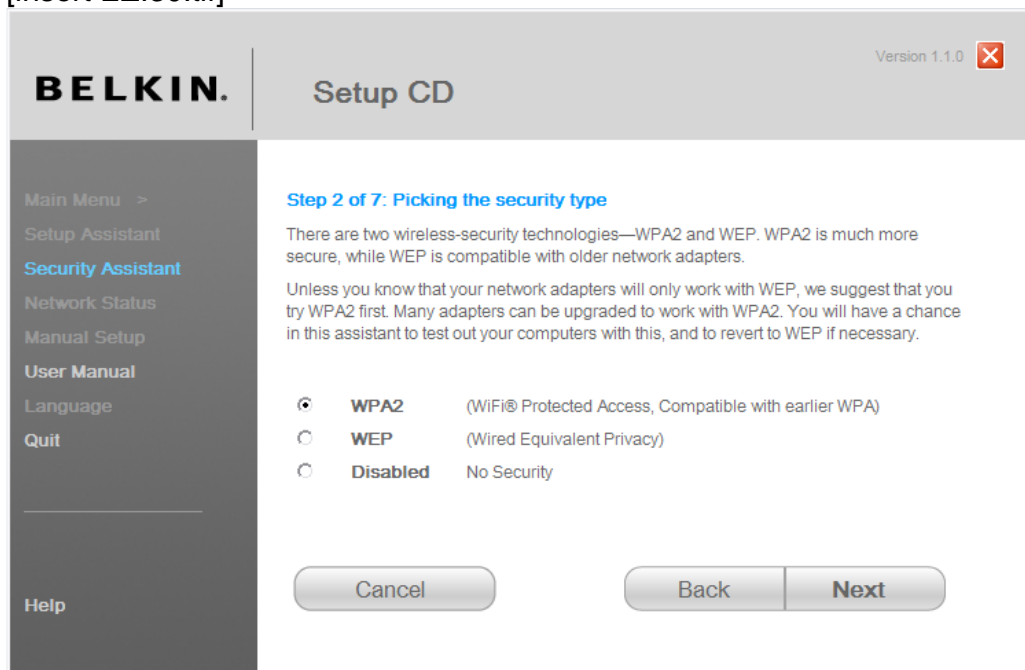 BELKIN.
Setup CD
Version 1.1.0
Main Menu >
Setup Assistant
Security Assistant
Network Status
Manual Setup
User Manual
Language
Quit
Help
Step 2 of 7: Picking the security type
There are two wireless-security technologies—WPA2 and WEP. WPA2 is much more
secure, while WEP is compatible with older network adapters.
Unless you know that your network adapters will only work with WEP, we suggest that you
try WPA2 first. Many adapters can be upgraded to work with WPA2. You will have a chance
in this assistant to test out your computers with this, and to revert to WEP if necessary.
WPA2 (WiFi® Protected Access, Compatible with earlier WPA)
WEP (Wired Equivalent Privacy)
Disabled No Security
Cancel
Back
Next